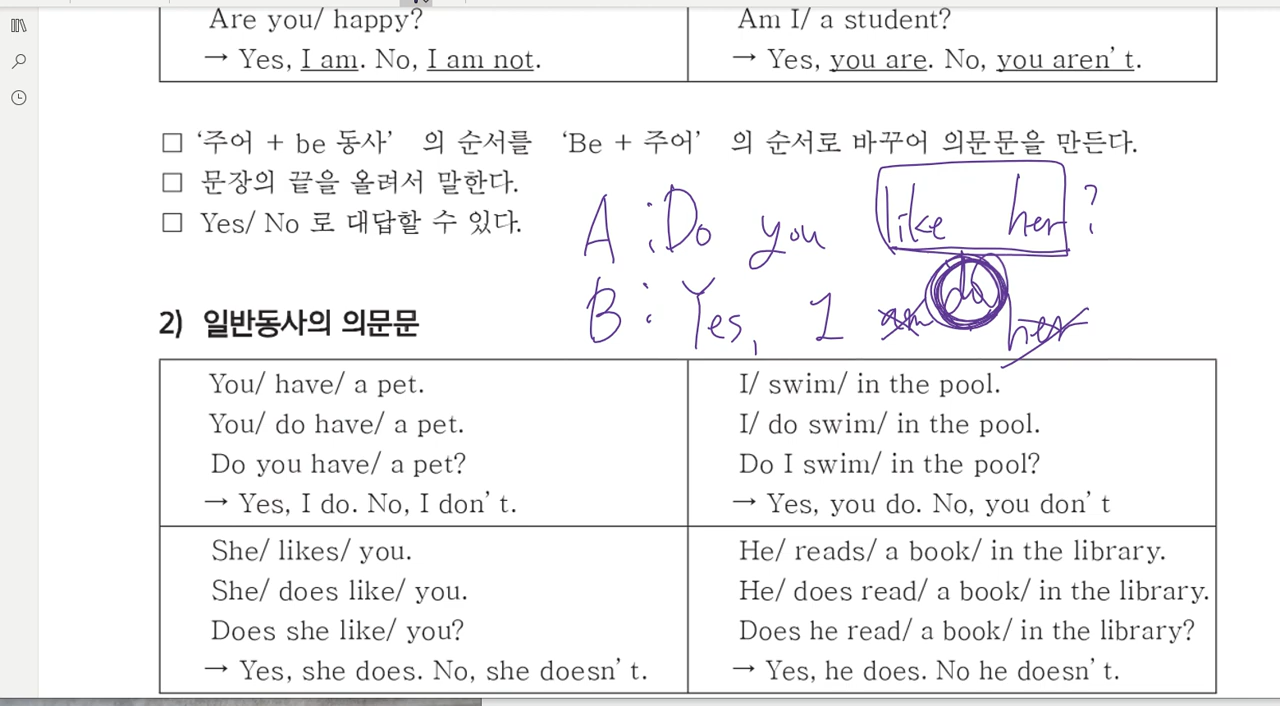 Are you/ happy?
→ Yes, I am. No, I am not.
Am I/ a student?
→ Yes, you are. No, you aren't.
□ '주어 + be 동사' 의 순서를 'Be + 주어' 의 순서로 바꾸어 의문문을 만든다.
□ 문장의 끝을 올려서 말한다.
□ Yes/ No 로 대답할 수 있다.
A : Do you like her ?
B : Yes, I am do her
2) 일반동사의 의문문
You/ have/ a pet.
You/ do have/ a pet.
Do you have/ a pet?
→ Yes, I do. No, I don't.
I/ swim/ in the pool.
I/ do swim/ in the pool.
Do I swim/ in the pool?
→ Yes, you do. No, you don't
She/ likes/ you.
She/ does like/ you.
Does she like/ you?
→ Yes, she does. No, she doesn't.
He/ reads/ a book/ in the library.
He/ does read/ a book/ in the library.
Does he read/ a book/ in the library?
→ Yes, he does. No he doesn't.